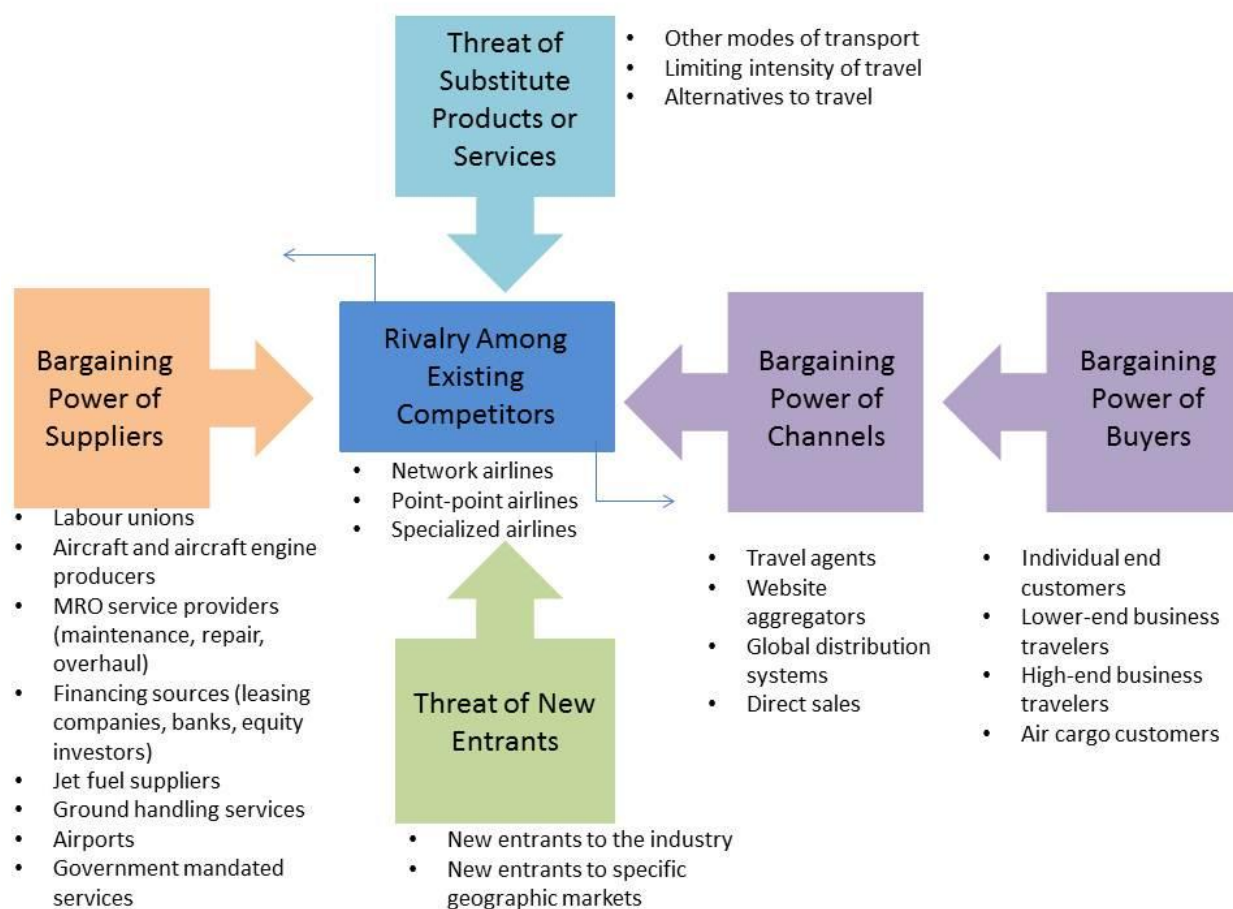 Threat of
Substitute
Products or
Services
• Other modes of transport
• Limiting intensity of travel
• Alternatives to travel
Bargaining
Power of
Suppliers
• Labour unions
• Aircraft and aircraft engine
producers
• MRO service providers
(maintenance, repair,
overhaul)
• Financing sources (leasing
companies, banks, equity
investors)
• Jet fuel suppliers
• Ground handling services
• Airports
• Government mandated
services
Rivalry Among
Existing
Competitors
• Network airlines
• Point-point airlines
• Specialized airlines
Bargaining
Power of
Channels
• Travel agents
• Website
aggregators
• Global distribution
systems
• Direct sales
Bargaining
Power of
Buyers
• Individual end
customers
• Lower-end business
travelers
• High-end business
travelers
• Air cargo customers
Threat of New
Entrants
• New entrants to the industry
• New entrants to specific
geographic markets